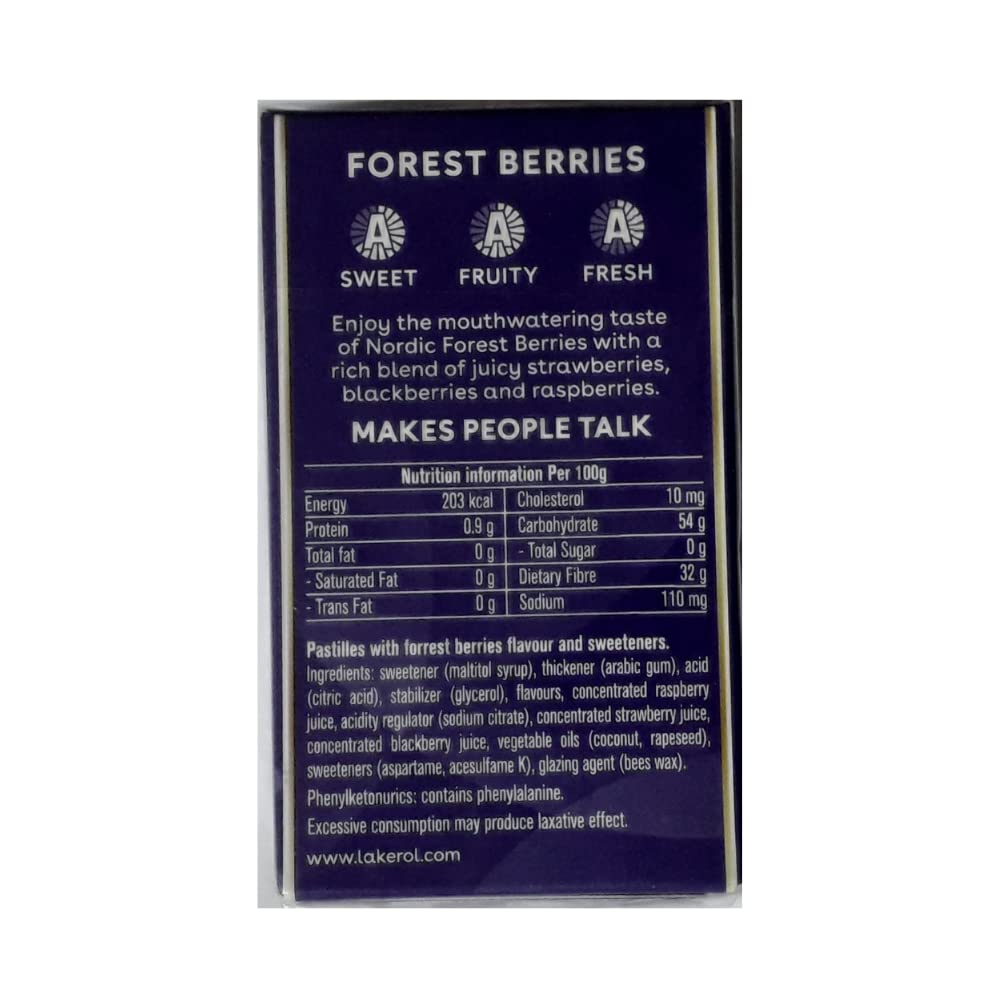 FOREST BERRIES
A A A
SWEET FRUITY FRESH
Enjoy the mouthwatering taste
of Nordic Forest Berries with a
rich blend of juicy strawberries,
blackberries and raspberries.
MAKES PEOPLE TALK
Nutrition information Per 100g
Energy 203 kcal Cholesterol 10 mg
Protein 0.9 g Carbohydrate 54 g
Total fat 0 g - Total Sugar 0 g
- Saturated Fat 0 g Dietary Fibre 32 g
- Trans Fat 0 g Sodium 110 mg
Pastilles with forrest berries flavour and sweeteners.
Ingredients: sweetener (maltitol syrup), thickener (arabic gum), acid
(citric acid), stabilizer (glycerol), flavours, concentrated raspberry
juice, acidity regulator (sodium citrate), concentrated strawberry juice,
concentrated blackberry juice, vegetable oils (coconut, rapeseed),
sweeteners (aspartame, acesulfame K), glazing agent (bees wax).
Phenylketonurics: contains phenylalanine.
Excessive consumption may produce laxative effect.
www.lakerol.com